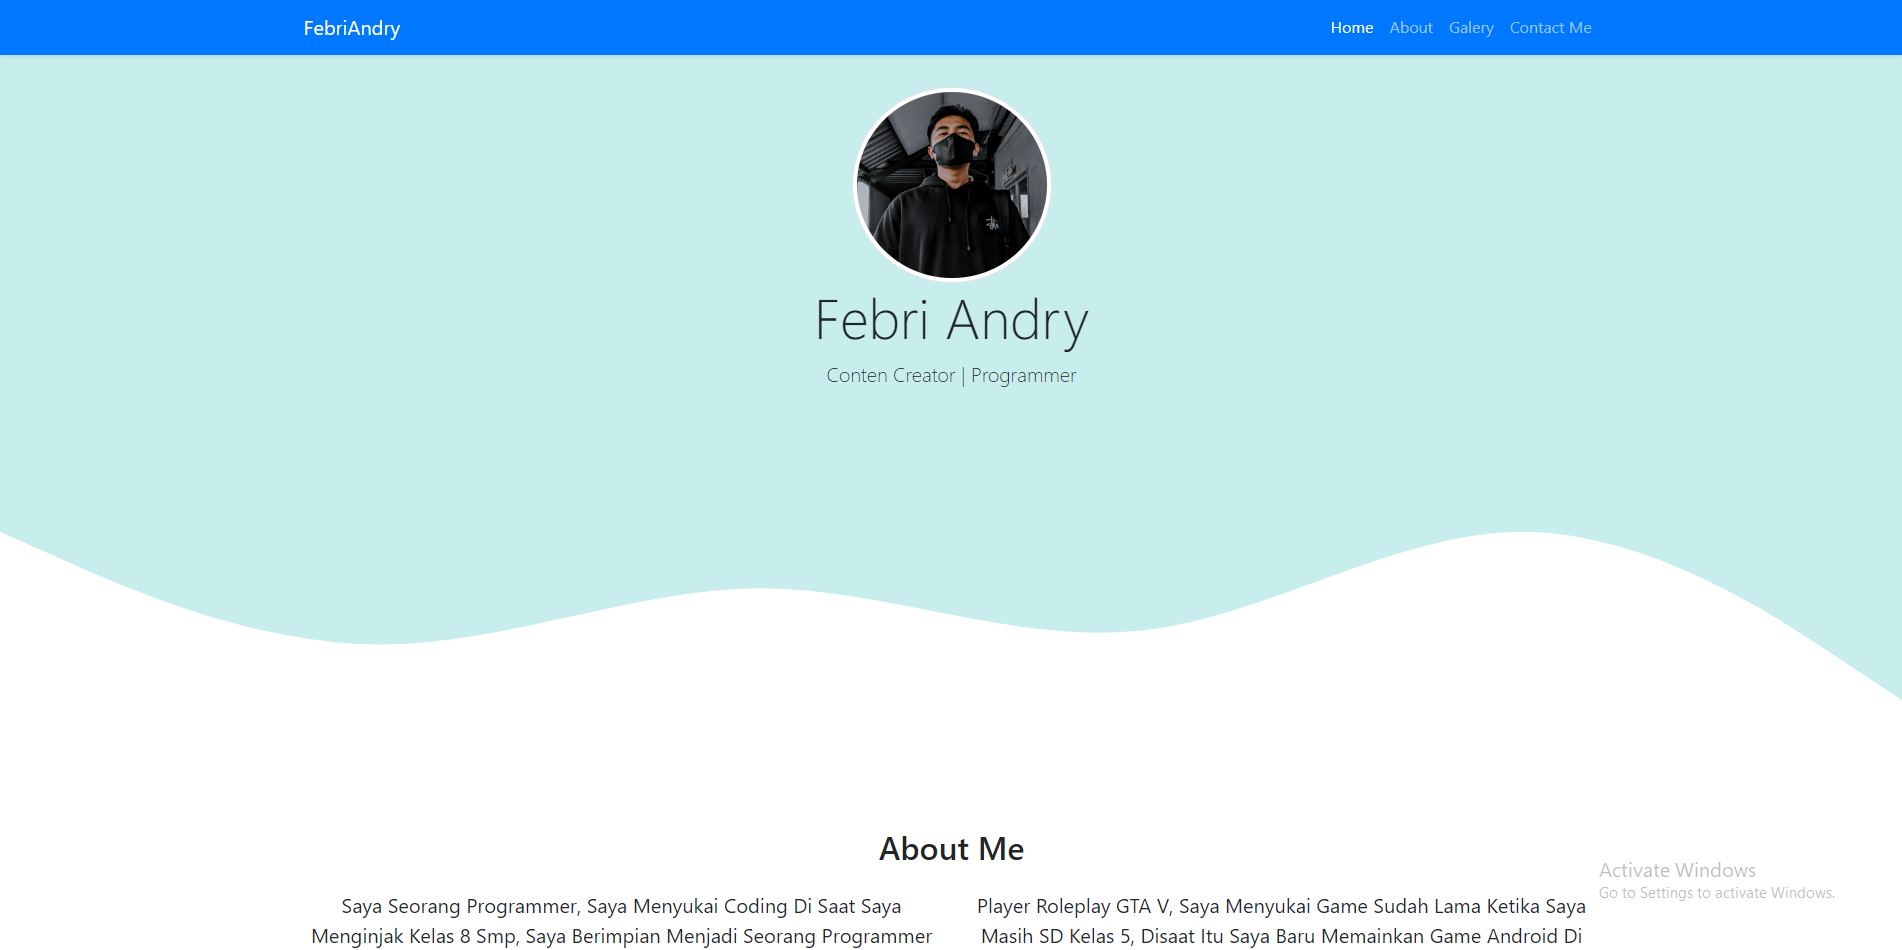 FebriAndry
Home About Galery Contact Me
Febri Andry
Conten Creator | Programmer
About Me
Saya Seorang Programmer, Saya Menyukai Coding Di Saat Saya
Menginjak Kelas 8 Smp, Saya Berimpian Menjadi Seorang Programmer
Player Roleplay GTA V, Saya Menyukai Game Sudah Lama Ketika Saya
Masih SD Kelas 5, Disaat Itu Saya Baru Memainkan Game Android Di
Activate Windows
Go to Settings to activate Windows.